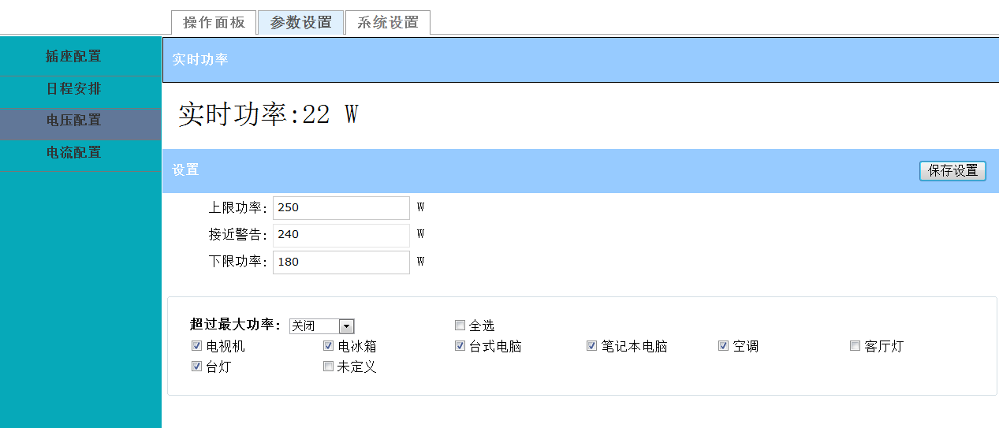 操作面板 参数设置 系统设置
插座配置
日程安排
电压配置
电流配置
实时功率
实时功率:22 W
设置 保存设置
上限功率: 250 W
接近警告: 240 W
下限功率: 180 W
超过最大功率: 关闭 全选
电视机 电冰箱 台式电脑 笔记本电脑 空调 客厅灯
台灯 未定义